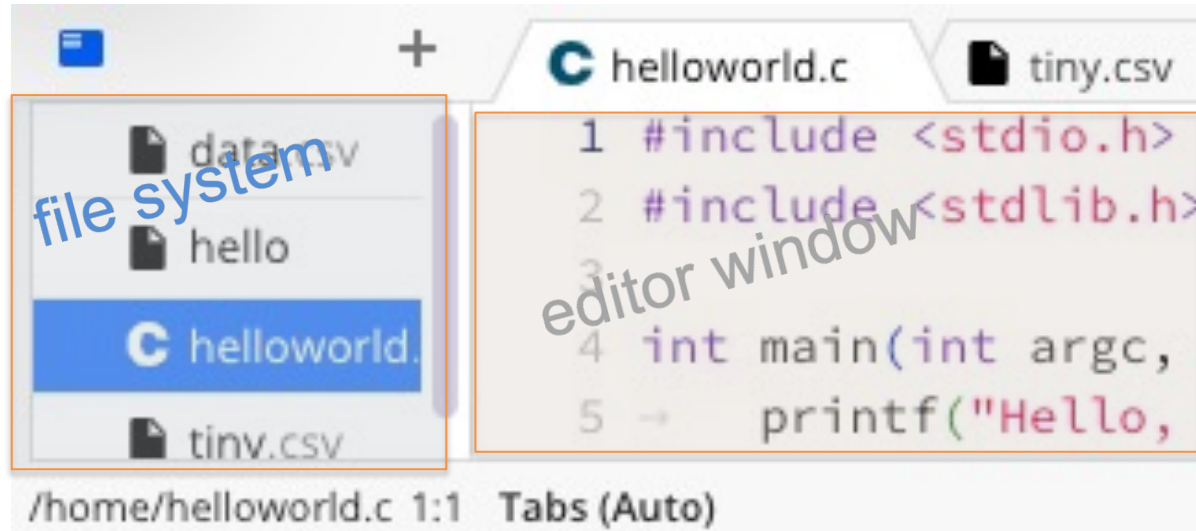 +
helloworld.c
tiny.csv
data.csv
file system
hello
helloworld.
tiny.csv
1 #include <stdio.h>
2 #include <stdlib.h>
3
editor window
4 int main(int argc,
5 → printf("Hello,
/home/helloworld.c 1:1 Tabs (Auto)